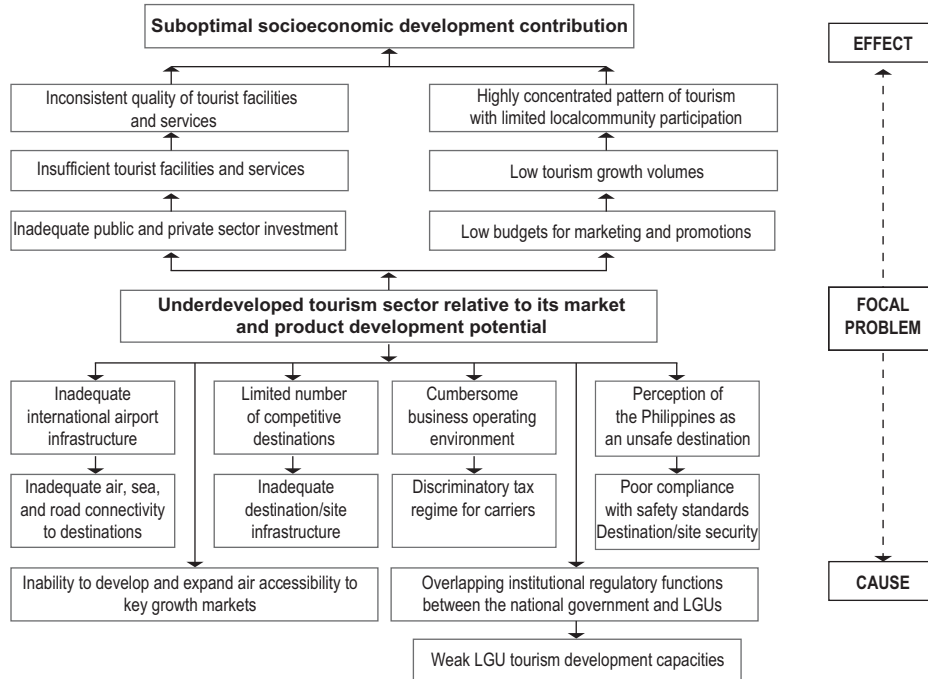 Suboptimal socioeconomic development contribution
EFFECT
Inconsistent quality of tourist facilities
and services
Highly concentrated pattern of tourism
with limited localcommunity participation
Insufficient tourist facilities and services
Low tourism growth volumes
Inadequate public and private sector investment
Low budgets for marketing and promotions
Underdeveloped tourism sector relative to its market
and product development potential
FOCAL
PROBLEM
Inadequate
international airport
infrastructure
Limited number
of competitive
destinations
Cumbersome
business operating
environment
Perception of
the Philippines as
an unsafe destination
Inadequate air, sea,
and road connectivity
to destinations
Inadequate
destination/site
infrastructure
Discriminatory tax
regime for carriers
Poor compliance
with safety standards
Destination/site security
Inability to develop and expand air accessibility to
key growth markets
Overlapping institutional regulatory functions
between the national government and LGUs
CAUSE
Weak LGU tourism development capacities